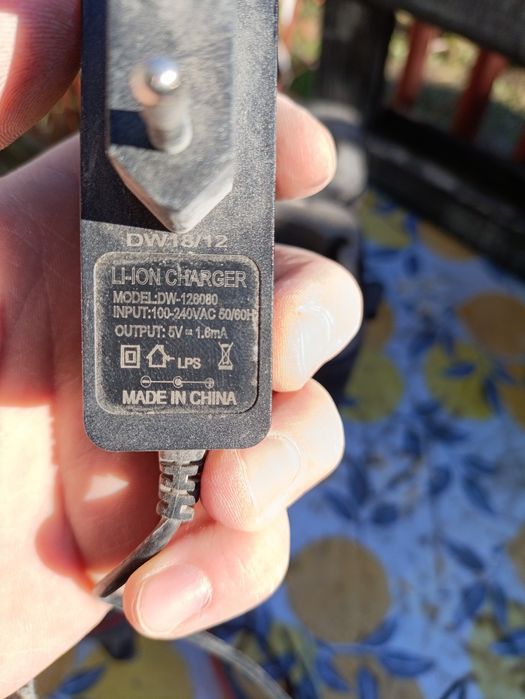 DW18/12
LI-ION CHARGER
MODEL:DW-126080
INPUT:100-240VAC 50/60H
OUTPUT: 5V⎓1.6mA
LPS
MADE IN CHINA